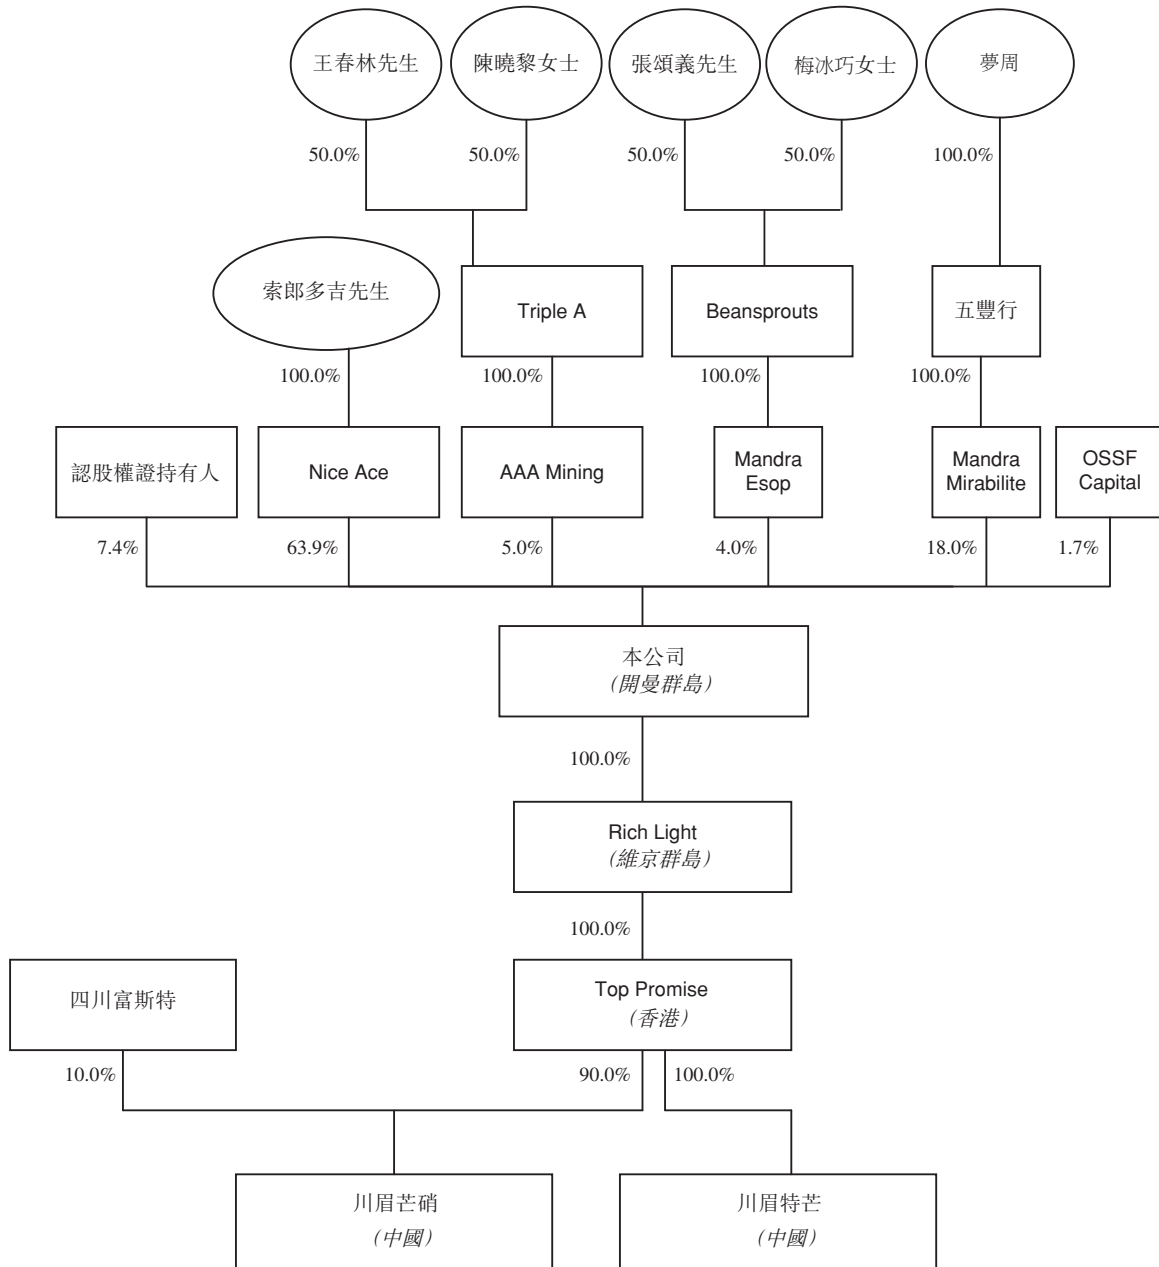 王春林先生
陳曉黎女士
張頌義先生
梅冰巧女士
夢周
50.0%
50.0%
50.0%
50.0%
100.0%
索郎多吉先生
Triple A
Beansprouts
五豐行
100.0%
100.0%
100.0%
100.0%
認股權證持有人
Nice Ace
AAA Mining
Mandra
Esop
Mandra
Mirabilite
OSSF
Capital
7.4%
63.9%
5.0%
4.0%
18.0%
1.7%
本公司
(開曼群島)
100.0%
Rich Light
(維京群島)
100.0%
四川富斯特
Top Promise
(香港)
10.0%
90.0%
100.0%
川眉芒硝
(中國)
川眉特芒
(中國)